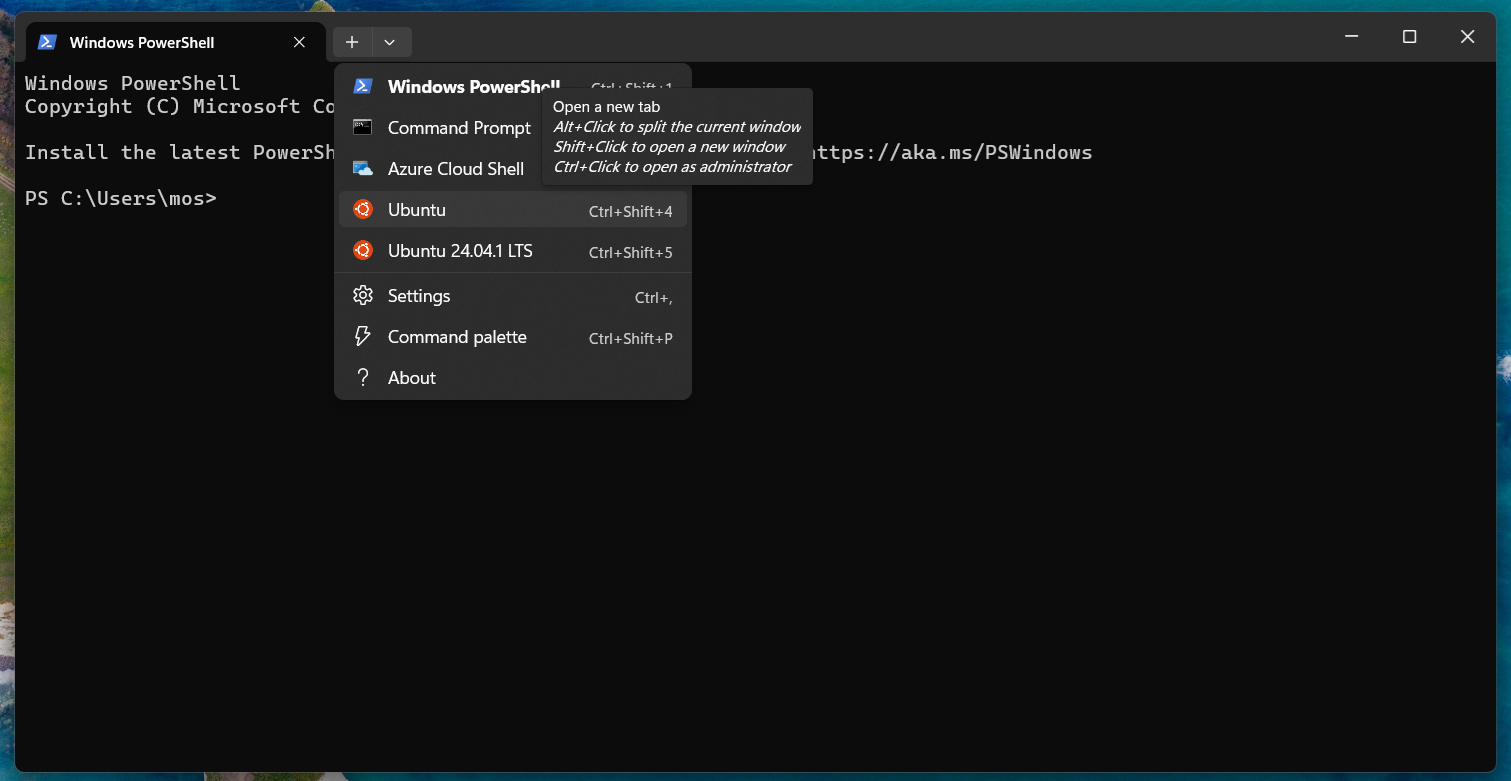 Windows PowerShell
Windows PowerShell
Copyright (C) Microsoft
Install the latest
https://aka.ms/PSWindows
PS C:\Users\mos>
Windows PowerShell Ctrl+Shift+1
Command Prompt
Azure Cloud Shell
Ubuntu Ctrl+Shift+4
Ubuntu 24.04.1 LTS Ctrl+Shift+5
Settings Ctrl+,
Command palette Ctrl+Shift+P
? About
Open a new tab
Alt+Click to split the current window
Shift+Click to open a new window
Ctrl+Click to open as administrator